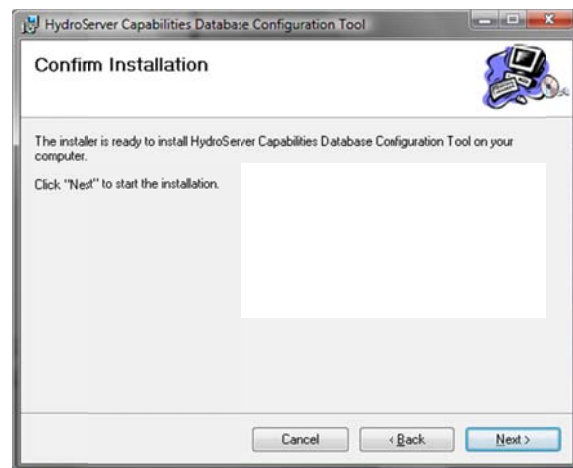 HydroServer Capabilities Database Configuration Tool
Confirm Installation
The installer is ready to install HydroServer Capabilities Database Configuration Tool on your
computer.
Click "Next" to start the installation.
Cancel
< Back
Next >